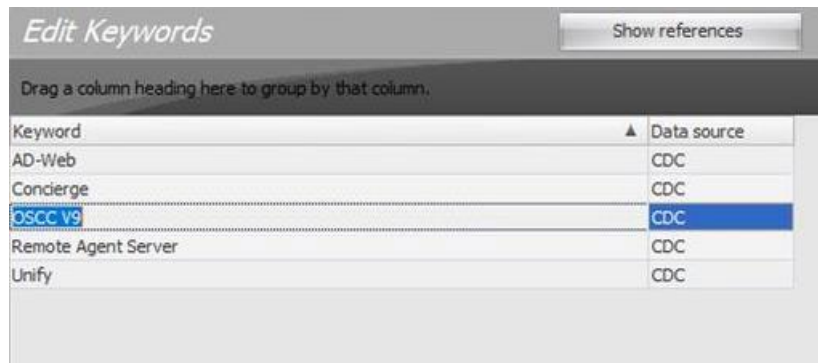 Edit Keywords Show references
Drag a column heading here to group by that column.
Keyword ▲ Data source
AD-Web CDC
Concierge CDC
OSCC V9 CDC
Remote Agent Server CDC
Unify CDC